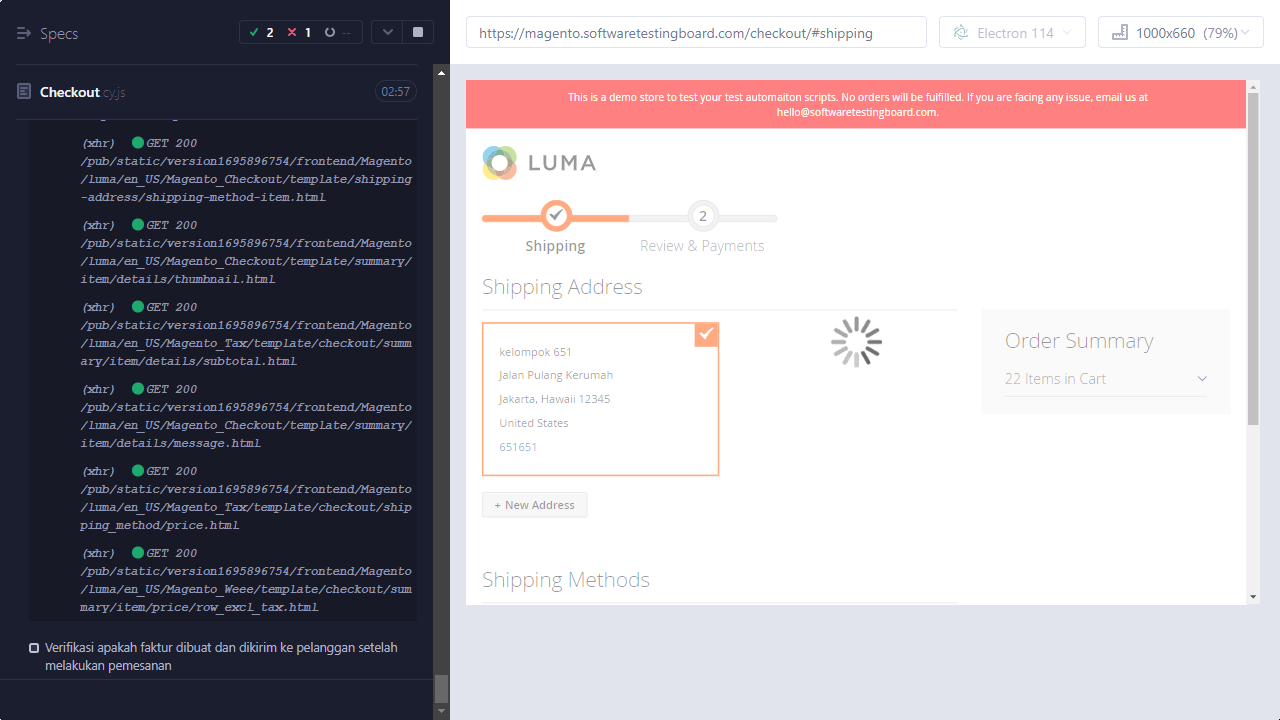 Specs
2
1
--
https://magento.softwaretestingboard.com/checkout/#shipping
Electron 114
1000x660 (79%)
Checkout.cy.js
02:57
(xhr) GET 200
/pub/static/version1695896754/frontend/Magento
/luma/en_US/Magento_Checkout/template/shipping
-address/shipping-method-item.html
(xhr) GET 200
/pub/static/version1695896754/frontend/Magento
/luma/en_US/Magento_Checkout/template/summary/
item/details/thumbnail.html
(xhr) GET 200
/pub/static/version1695896754/frontend/Magento
/luma/en_US/Magento_Tax/template/checkout/summ
ary/item/details/subtotal.html
(xhr) GET 200
/pub/static/version1695896754/frontend/Magento
/luma/en_US/Magento_Checkout/template/summary/
item/details/message.html
(xhr) GET 200
/pub/static/version1695896754/frontend/Magento
/luma/en_US/Magento_Tax/template/checkout/ship
ping_method/price.html
(xhr) GET 200
/pub/static/version1695896754/frontend/Magento
/luma/en_US/Magento_Weee/template/checkout/sum
mary/item/price/row_excl_tax.html
Verifikasi apakah faktur dibuat dan dikirim ke pelanggan setelah
melakukan pemesanan
This is a demo store to test your test automaiton scripts. No orders will be fulfilled. If you are facing any issue, email us at
hello@softwaretestingboard.com.
LUMA
2
Shipping
Review & Payments
Shipping Address
kelompok 651
Jalan Pulang Kerumah
Jakarta, Hawaii 12345
United States
651651
+ New Address
Order Summary
22 Items in Cart
Shipping Methods